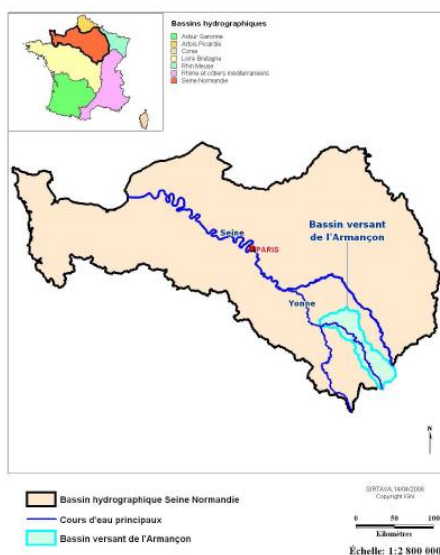 Bassins hydrographiques
Adour Garonne
Artois Picardie
Corse
Loire Bretagne
Rhin Meuse
Rhône et côtiers méditerranéens
Seine Normandie
Bassin versant
de l'Armançon
Seine
PARIS
Yonne
N
SIRTAVA 14/04/2006
Copyright IGN
Bassin hydrographique Seine Normandie
Cours d'eau principaux
Bassin versant de l'Armançon
0 50 100
Kilomètres
Échelle: 1:2 800 000